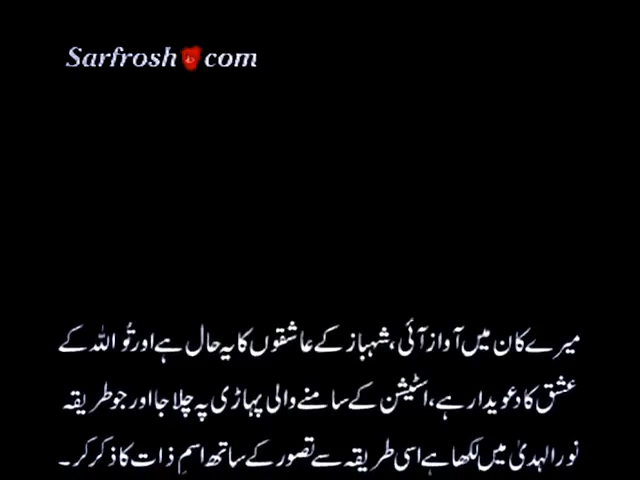 Sarfrosh com
میرے کان میں آواز آئی، شہباز کے عاشقوں کا یہ حال ہے اور تُو اللہ کے
عشق کا دعویدار ہے، اسٹیشن کے سامنے والی پہاڑی پہ چلا جا اور جو طریقہ
نور الہدیٰ میں لکھا ہے اسی طریقہ سے تصور کے ساتھ اسمِ ذات کا ذکر کر۔